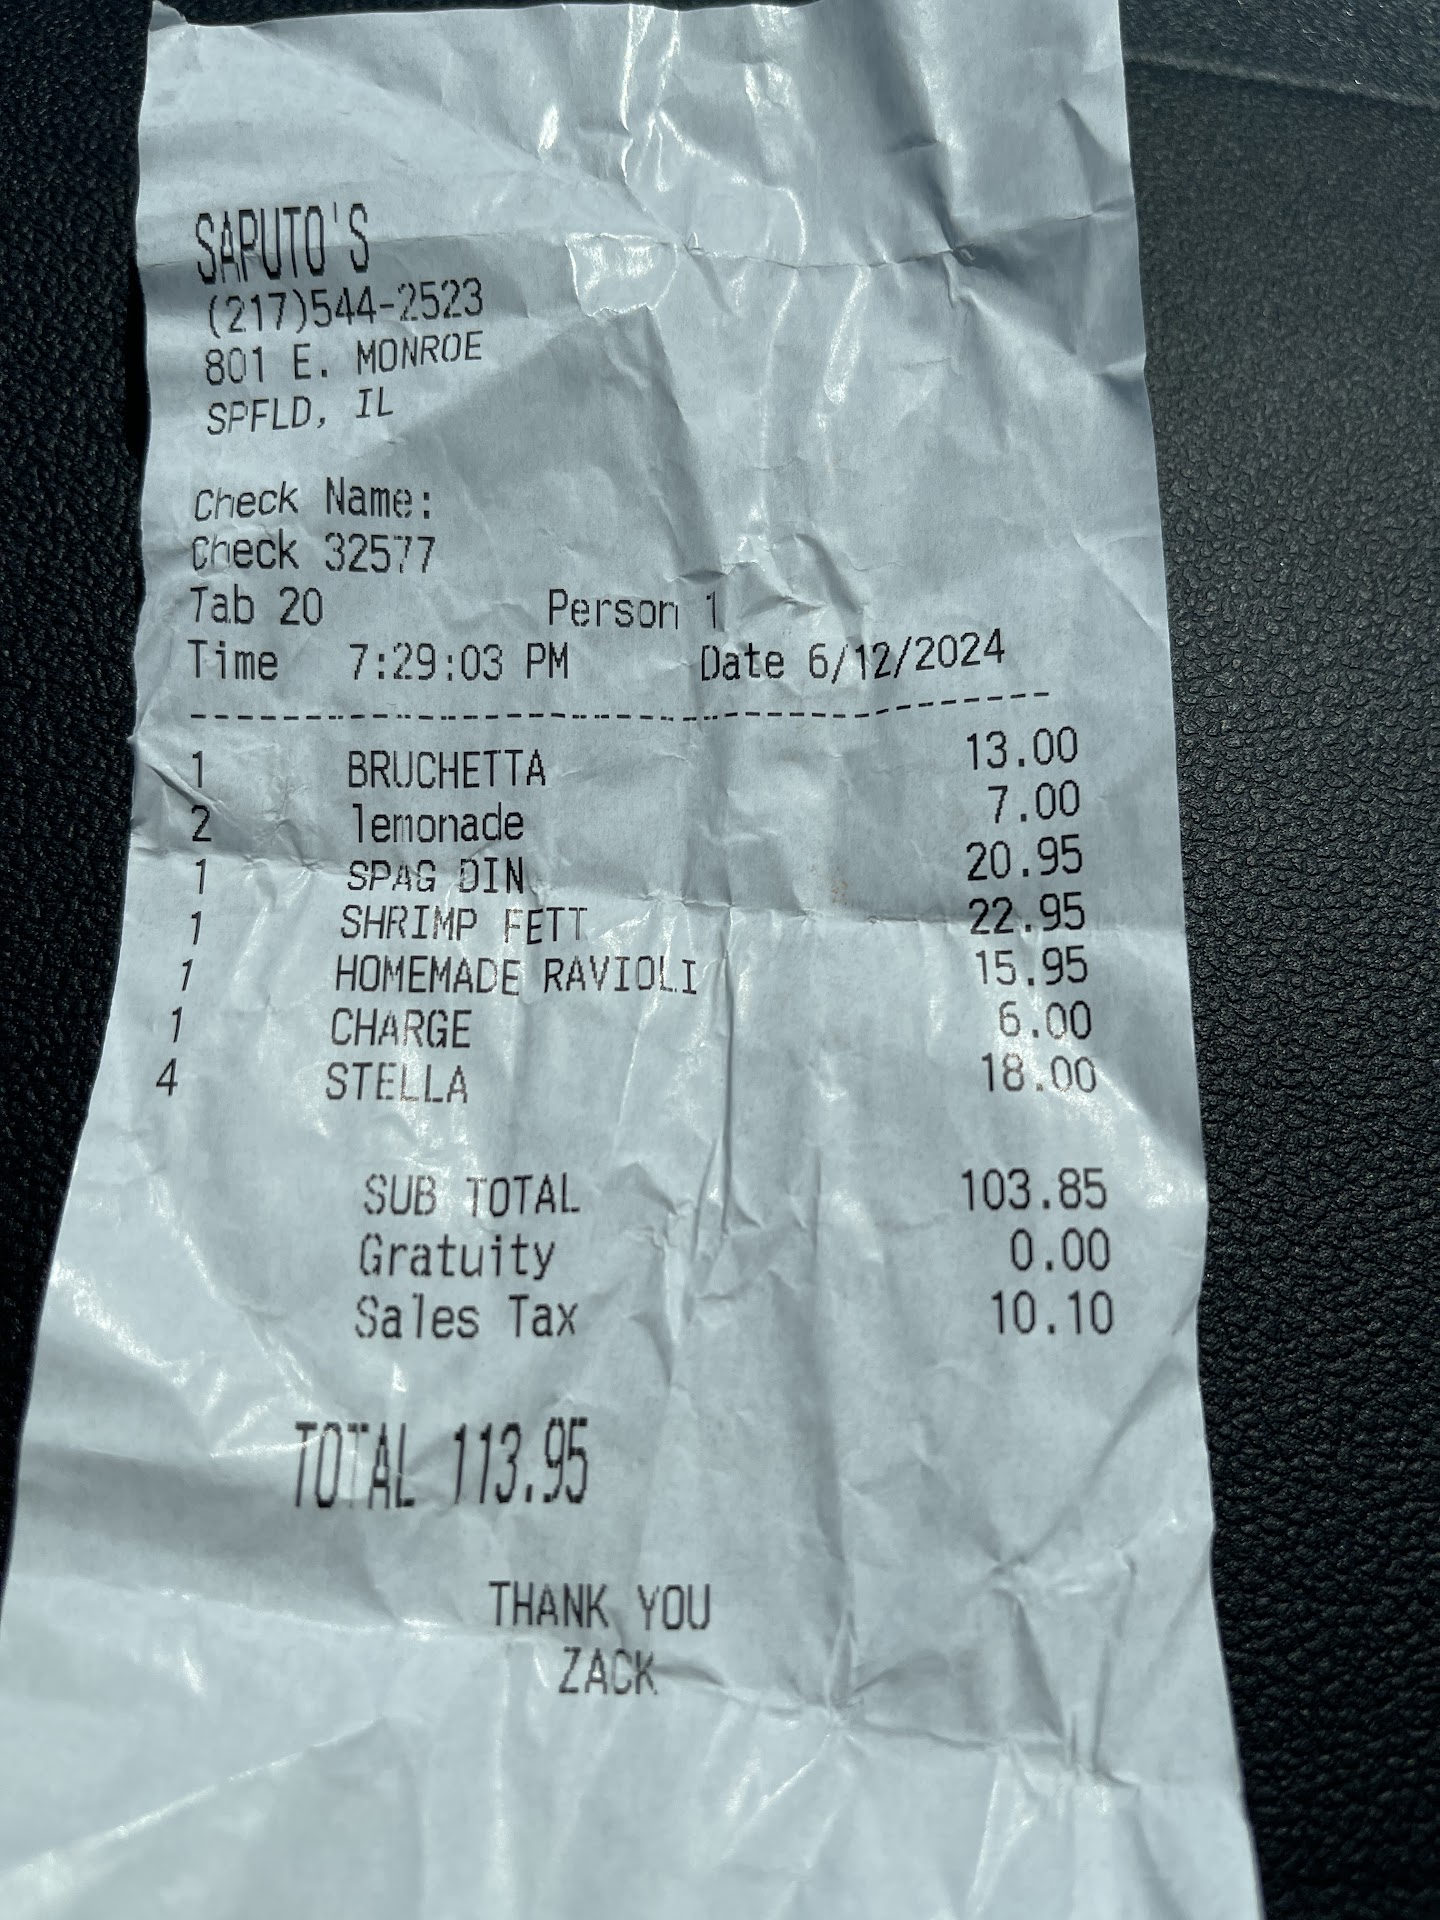 SAPUTO'S
(217)544-2523
801 E. MONROE
SPFLD, IL
Check Name:
Check 32577
Tab 20 Person 1
Time 7:29:03 PM Date 6/12/2024
1 BRUCHETTA 13.00
2 lemonade 7.00
1 SPAG DIN 20.95
1 SHRIMP FETT 22.95
1 HOMEMADE RAVIOLI 15.95
1 CHARGE 6.00
4 STELLA 18.00
SUB TOTAL 103.85
Gratuity 0.00
Sales Tax 10.10
TOTAL 113.95
THANK YOU
ZACK